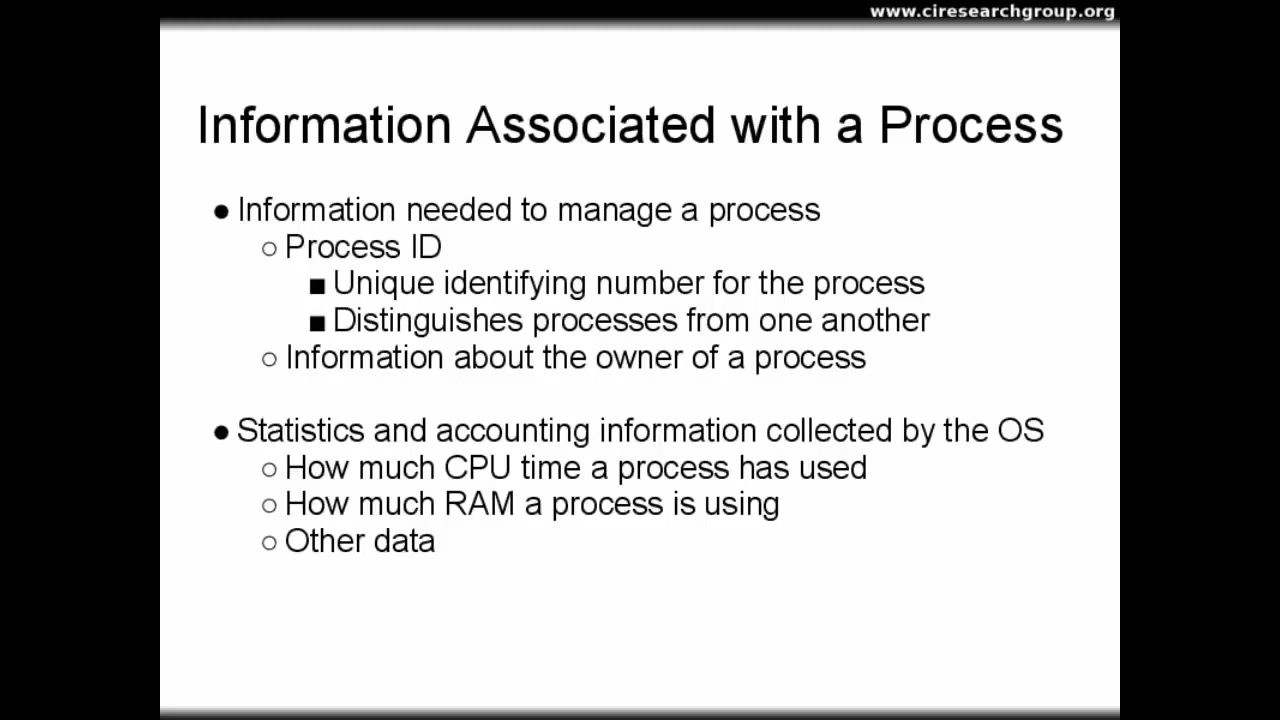 www.ciresearchgroup.org
Information Associated with a Process
● Information needed to manage a process
○ Process ID
■ Unique identifying number for the process
■ Distinguishes processes from one another
○ Information about the owner of a process
● Statistics and accounting information collected by the OS
○ How much CPU time a process has used
○ How much RAM a process is using
○ Other data